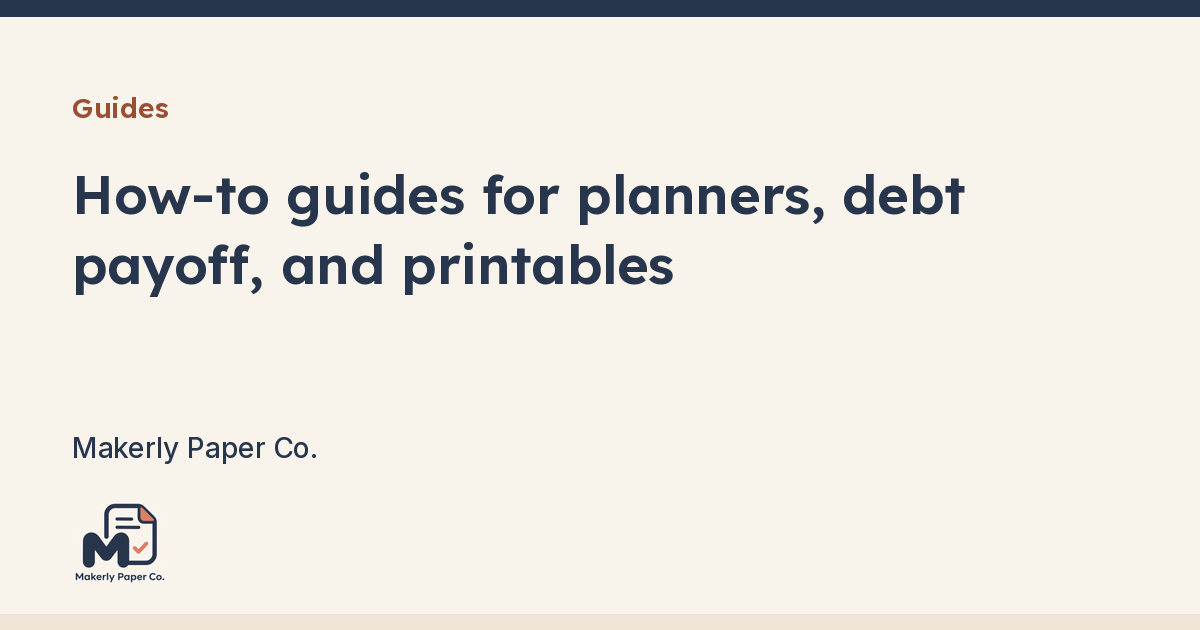 Guides
How-to guides for planners, debt
payoff, and printables
Makerly Paper Co.
M
Makerly Paper Co.